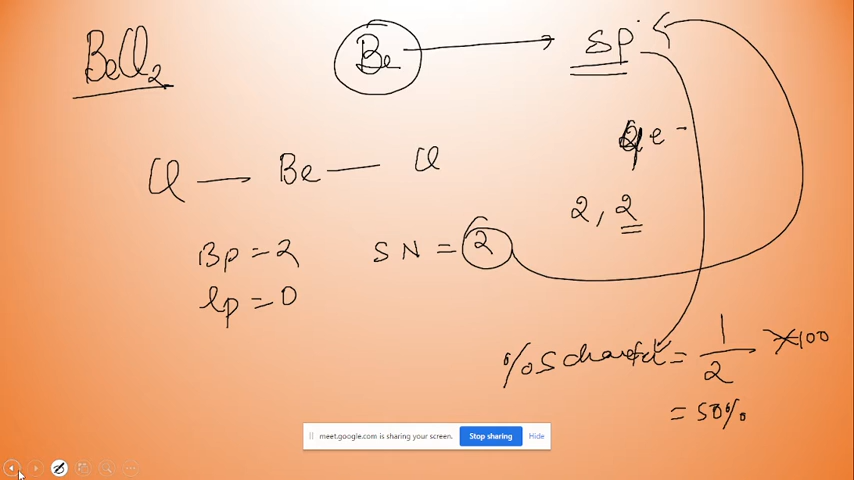 BeCl2
Be → sp
4e-
2, 2
Cl — Be — Cl
Bp = 2
SN = 2
lp = 0
% S character = 1/2 × 100
= 50%
meet.google.com is sharing your screen.
Stop sharing
Hide